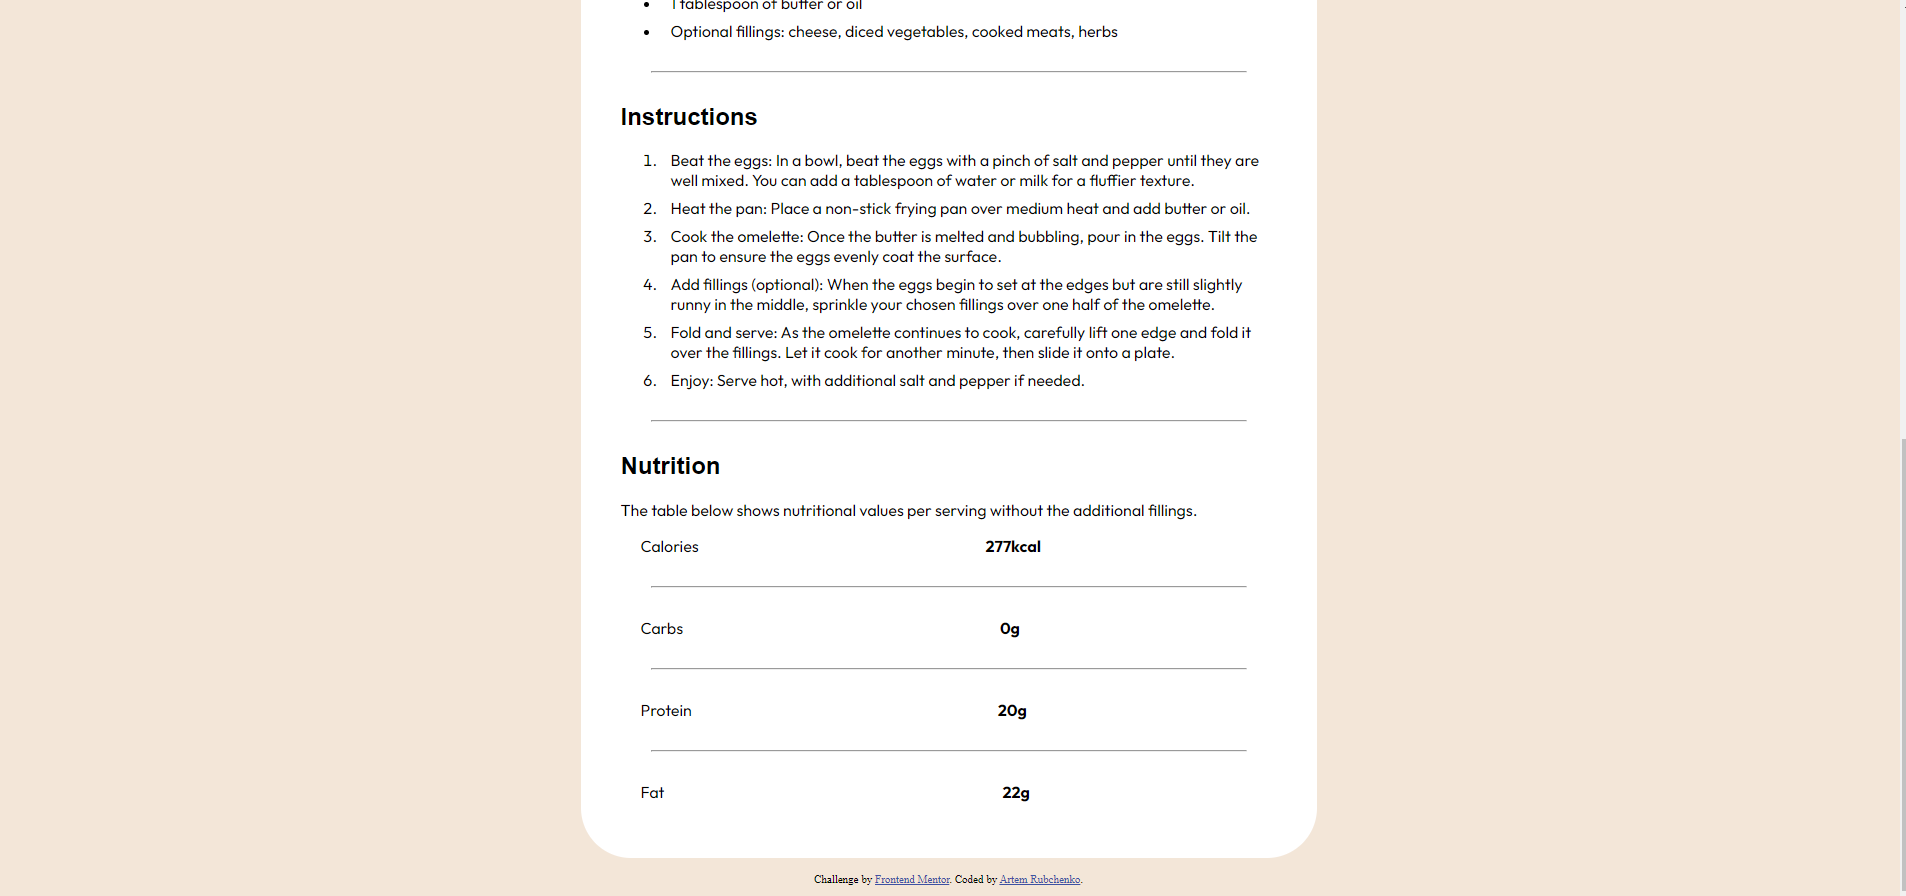 1 tablespoon of butter or oil
Optional fillings: cheese, diced vegetables, cooked meats, herbs
Instructions
1. Beat the eggs: In a bowl, beat the eggs with a pinch of salt and pepper until they are
well mixed. You can add a tablespoon of water or milk for a fluffier texture.
2. Heat the pan: Place a non-stick frying pan over medium heat and add butter or oil.
3. Cook the omelette: Once the butter is melted and bubbling, pour in the eggs. Tilt the
pan to ensure the eggs evenly coat the surface.
4. Add fillings (optional): When the eggs begin to set at the edges but are still slightly
runny in the middle, sprinkle your chosen fillings over one half of the omelette.
5. Fold and serve: As the omelette continues to cook, carefully lift one edge and fold it
over the fillings. Let it cook for another minute, then slide it onto a plate.
6. Enjoy: Serve hot, with additional salt and pepper if needed.
Nutrition
The table below shows nutritional values per serving without the additional fillings.
Calories 277kcal
Carbs 0g
Protein 20g
Fat 22g
Challenge by Frontend Mentor. Coded by Artem Rubchenko.